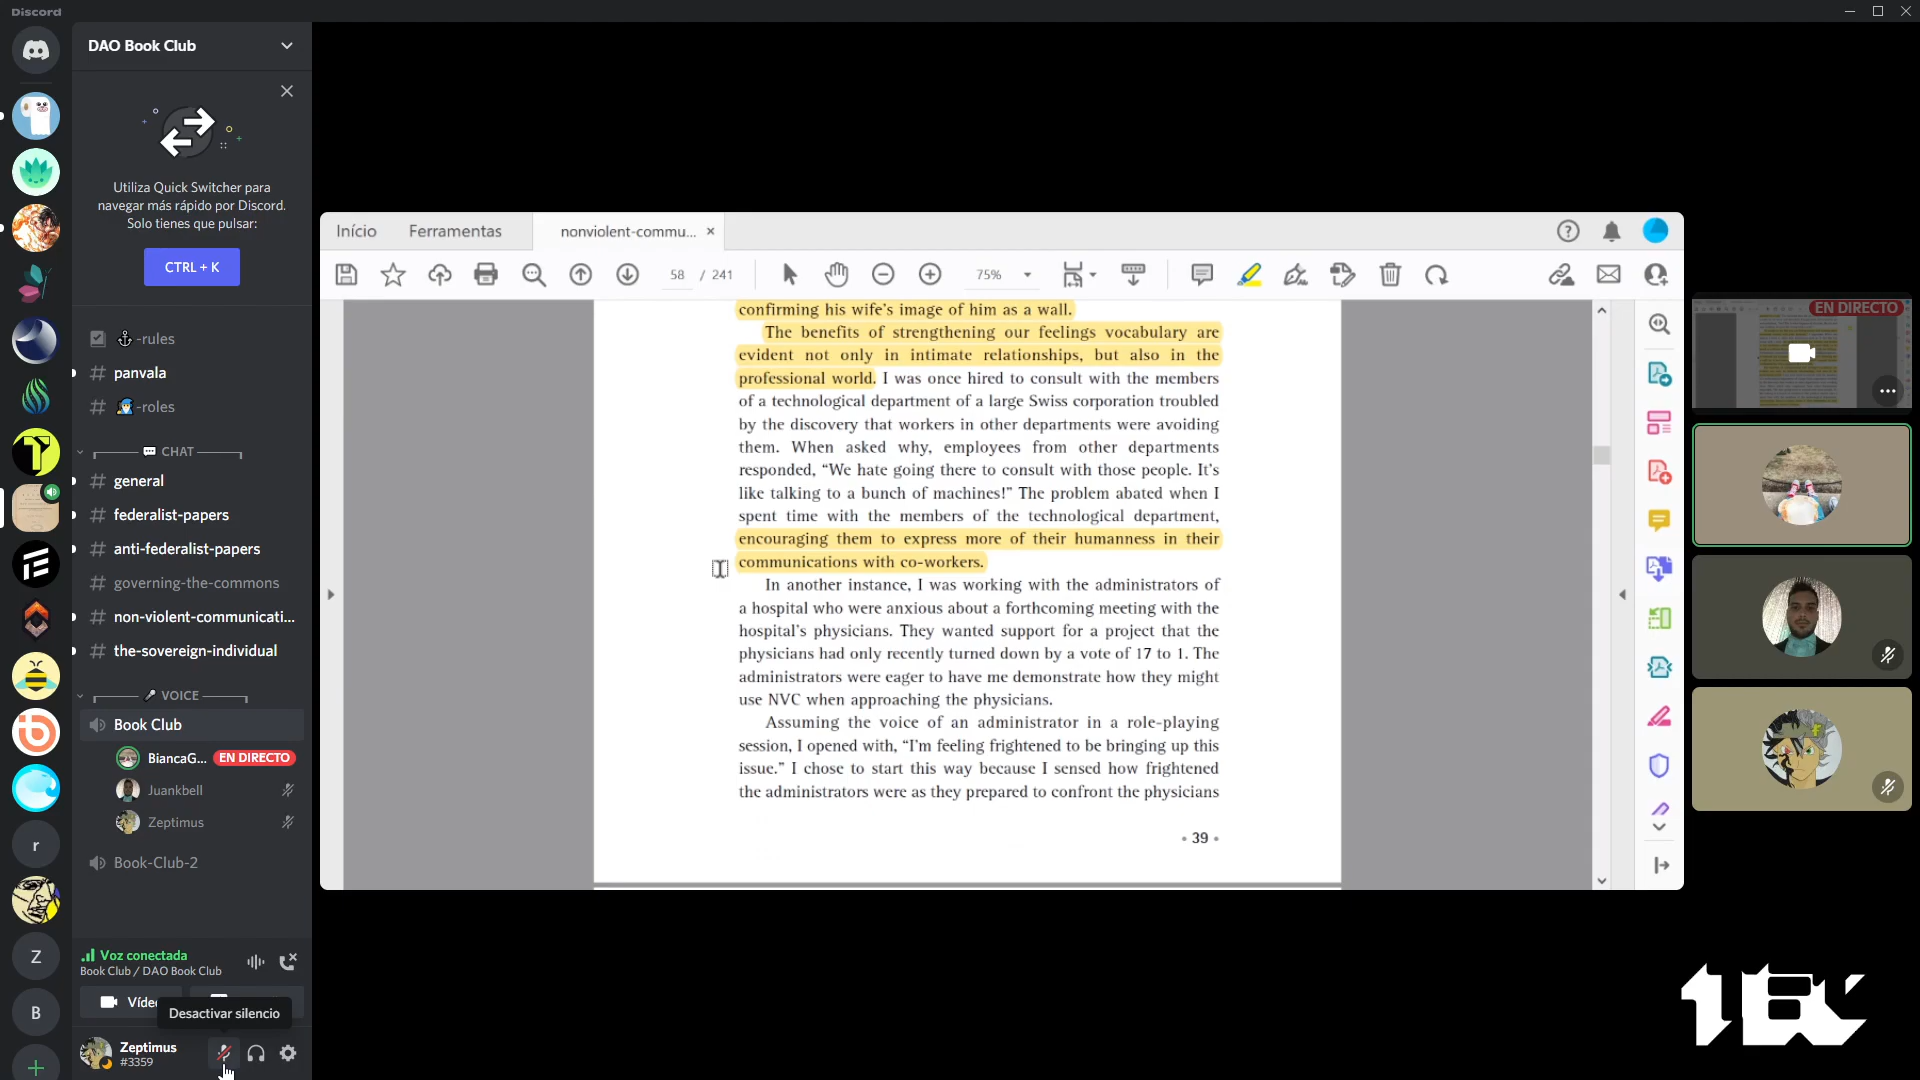 Discord
DAO Book Club
Utiliza Quick Switcher para
navegar más rápido por Discord.
Solo tienes que pulsar:
CTRL + K
-rules
panvala
-roles
CHAT
general
federalist-papers
anti-federalist-papers
governing-the-commons
non-violent-communicati...
the-sovereign-individual
VOICE
Book Club
BiancaG... EN DIRECTO
Juankbell
Zeptimus
Book-Club-2
r
Z
B
Voz conectada
Book Club / DAO Book Club
Desactivar silencio
Zeptimus
#3359
Início Ferramentas nonviolent-commu...
58 / 241 75%
confirming his wife's image of him as a wall.
The benefits of strengthening our feelings vocabulary are
evident not only in intimate relationships, but also in the
professional world. I was once hired to consult with the members
of a technological department of a large Swiss corporation troubled
by the discovery that workers in other departments were avoiding
them. When asked why, employees from other departments
responded, “We hate going there to consult with those people. It's
like talking to a bunch of machines!” The problem abated when I
spent time with the members of the technological department,
encouraging them to express more of their humanness in their
communications with co-workers.
In another instance, I was working with the administrators of
a hospital who were anxious about a forthcoming meeting with the
hospital's physicians. They wanted support for a project that the
physicians had only recently turned down by a vote of 17 to 1. The
administrators were eager to have me demonstrate how they might
use NVC when approaching the physicians.
Assuming the voice of an administrator in a role-playing
session, I opened with, “I'm feeling frightened to be bringing up this
issue.” I chose to start this way because I sensed how frightened
the administrators were as they prepared to confront the physicians
• 39 •
EN DIRECTO